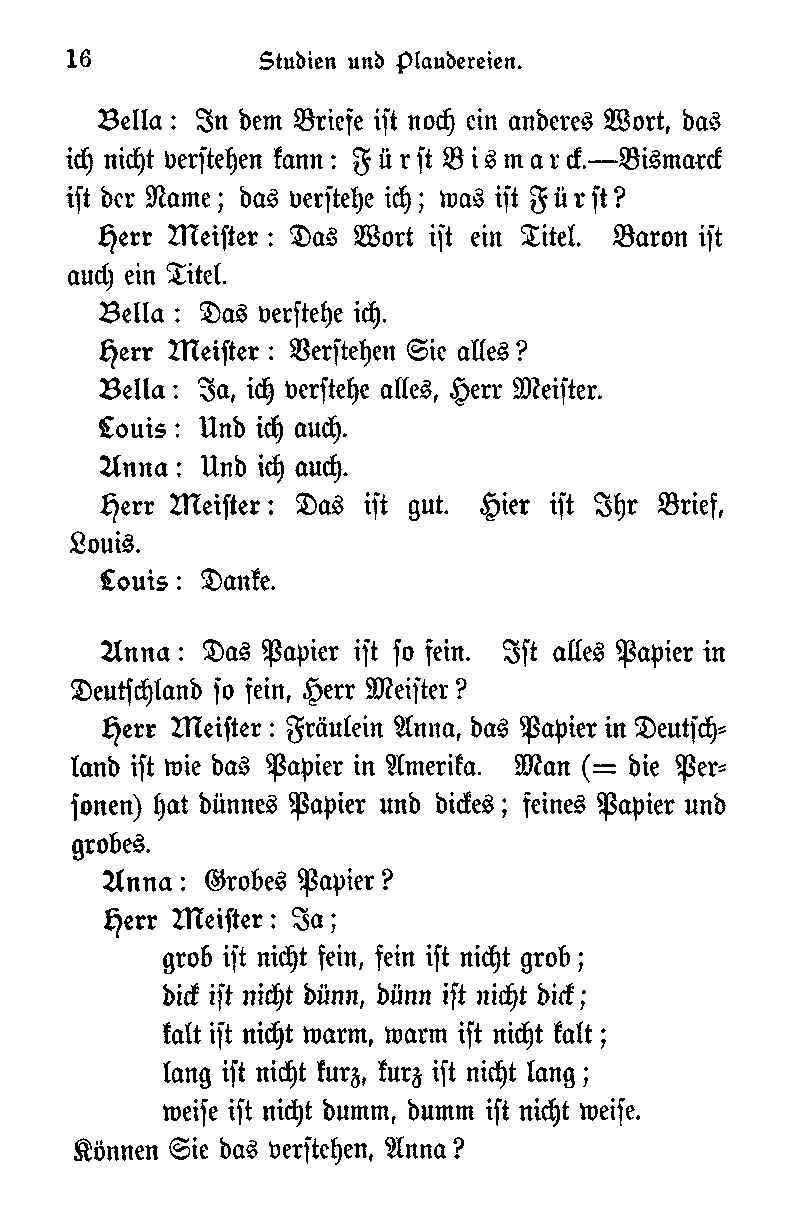 16 Studien und Plaudereien.
Bella: In dem Briefe ist noch ein anderes Wort, das
ich nicht verstehen kann: Fürst Bismarck.—Bismarck
ist der Name; das verstehe ich; was ist Fürst?
Herr Meister: Das Wort ist ein Titel. Baron ist
auch ein Titel.
Bella: Das verstehe ich.
Herr Meister: Verstehen Sie alles?
Bella: Ja, ich verstehe alles, Herr Meister.
Louis: Und ich auch.
Anna: Und ich auch.
Herr Meister: Das ist gut. Hier ist Ihr Brief,
Louis.
Louis: Danke.
Anna: Das Papier ist so fein. Ist alles Papier in
Deutschland so fein, Herr Meister?
Herr Meister: Fräulein Anna, das Papier in Deutsch-
land ist wie das Papier in Amerika. Man (= die Per-
sonen) hat dünnes Papier und dickes; feines Papier und
grobes.
Anna: Grobes Papier?
Herr Meister: Ja;
grob ist nicht fein, fein ist nicht grob;
dick ist nicht dünn, dünn ist nicht dick;
kalt ist nicht warm, warm ist nicht kalt;
lang ist nicht kurz, kurz ist nicht lang;
weise ist nicht dumm, dumm ist nicht weise.
Können Sie das verstehen, Anna?